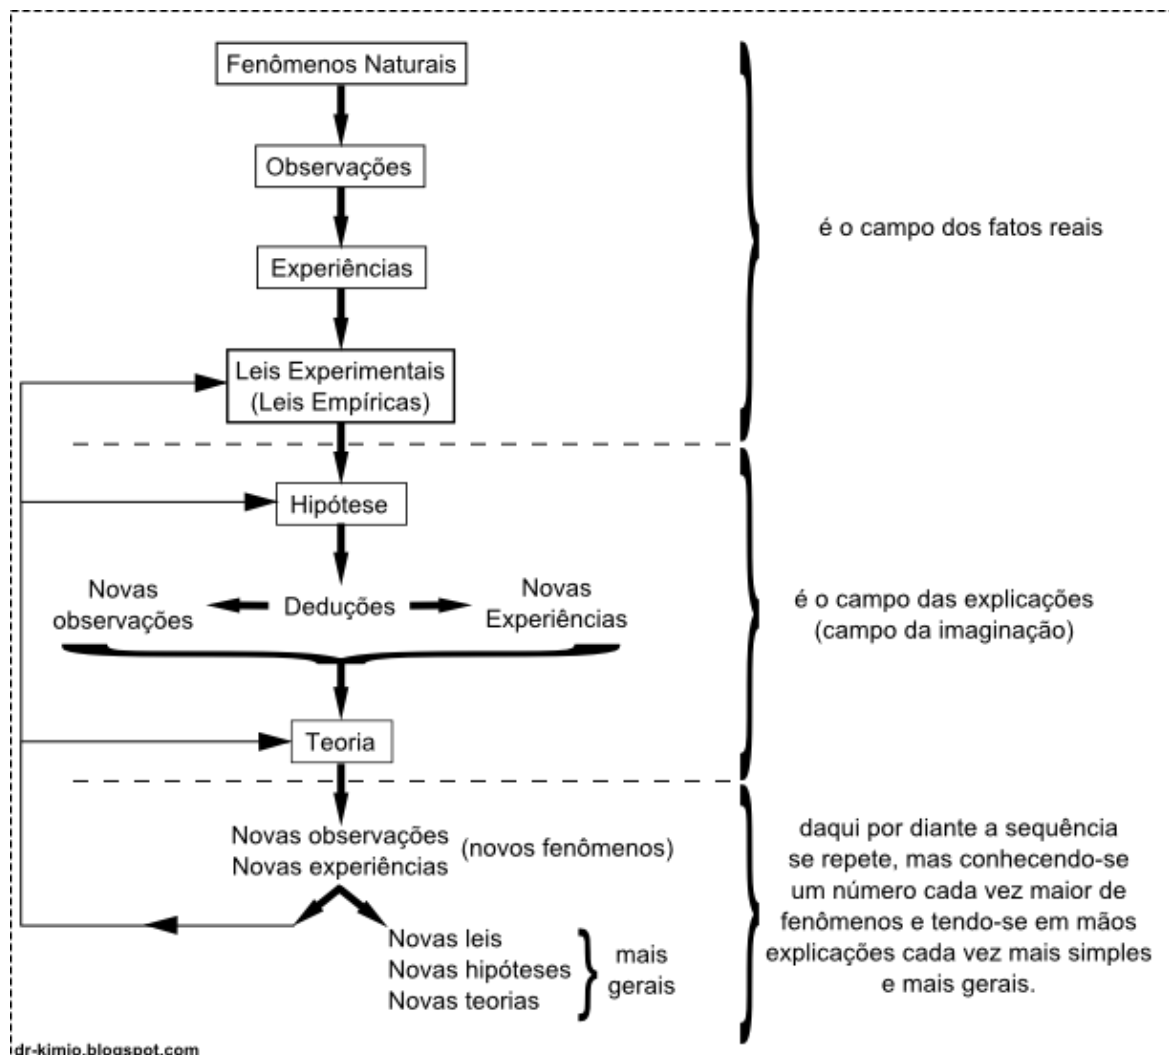 Fenômenos Naturais
Observações
é o campo dos fatos reais
Experiências
Leis Experimentais
(Leis Empíricas)
Hipótese
Novas
observações
Deduções
Novas
Experiências
é o campo das explicações
(campo da imaginação)
Teoria
Novas observações
Novas experiências
(novos fenômenos)
Novas leis
Novas hipóteses
Novas teorias
mais
gerais
daqui por diante a sequência
se repete, mas conhecendo-se
um número cada vez maior de
fenômenos e tendo-se em mãos
explicações cada vez mais simples
e mais gerais.
dr-kimio.blogspot.com